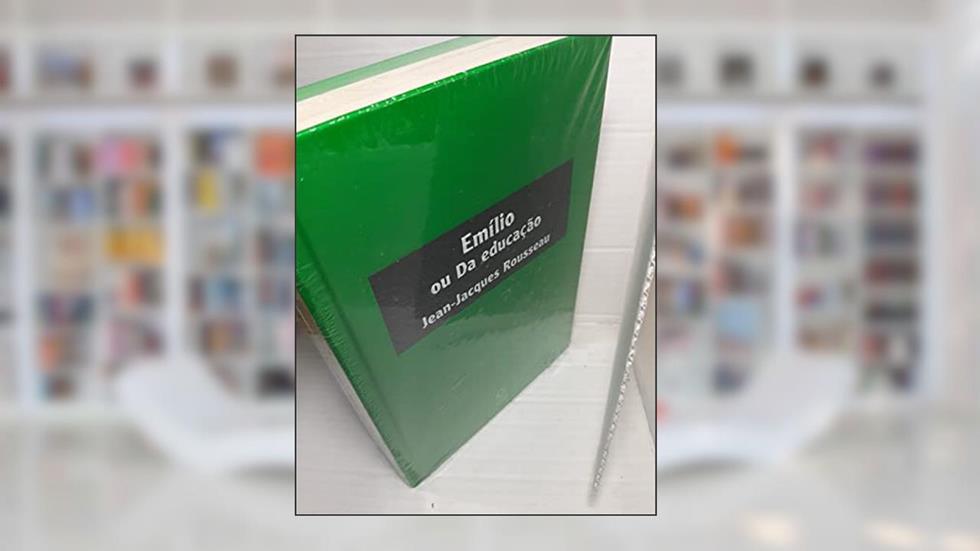 Emílio
ou Da educação
Jean-Jacques Rousseau